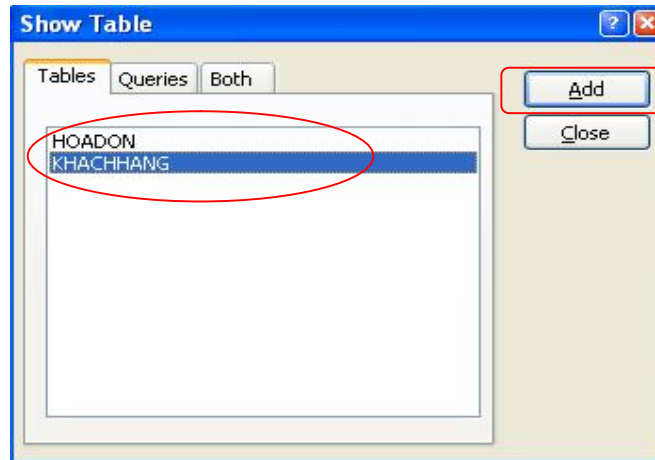 Show Table
Tables Queries Both
Add
Close
HOADON
KHACHHANG